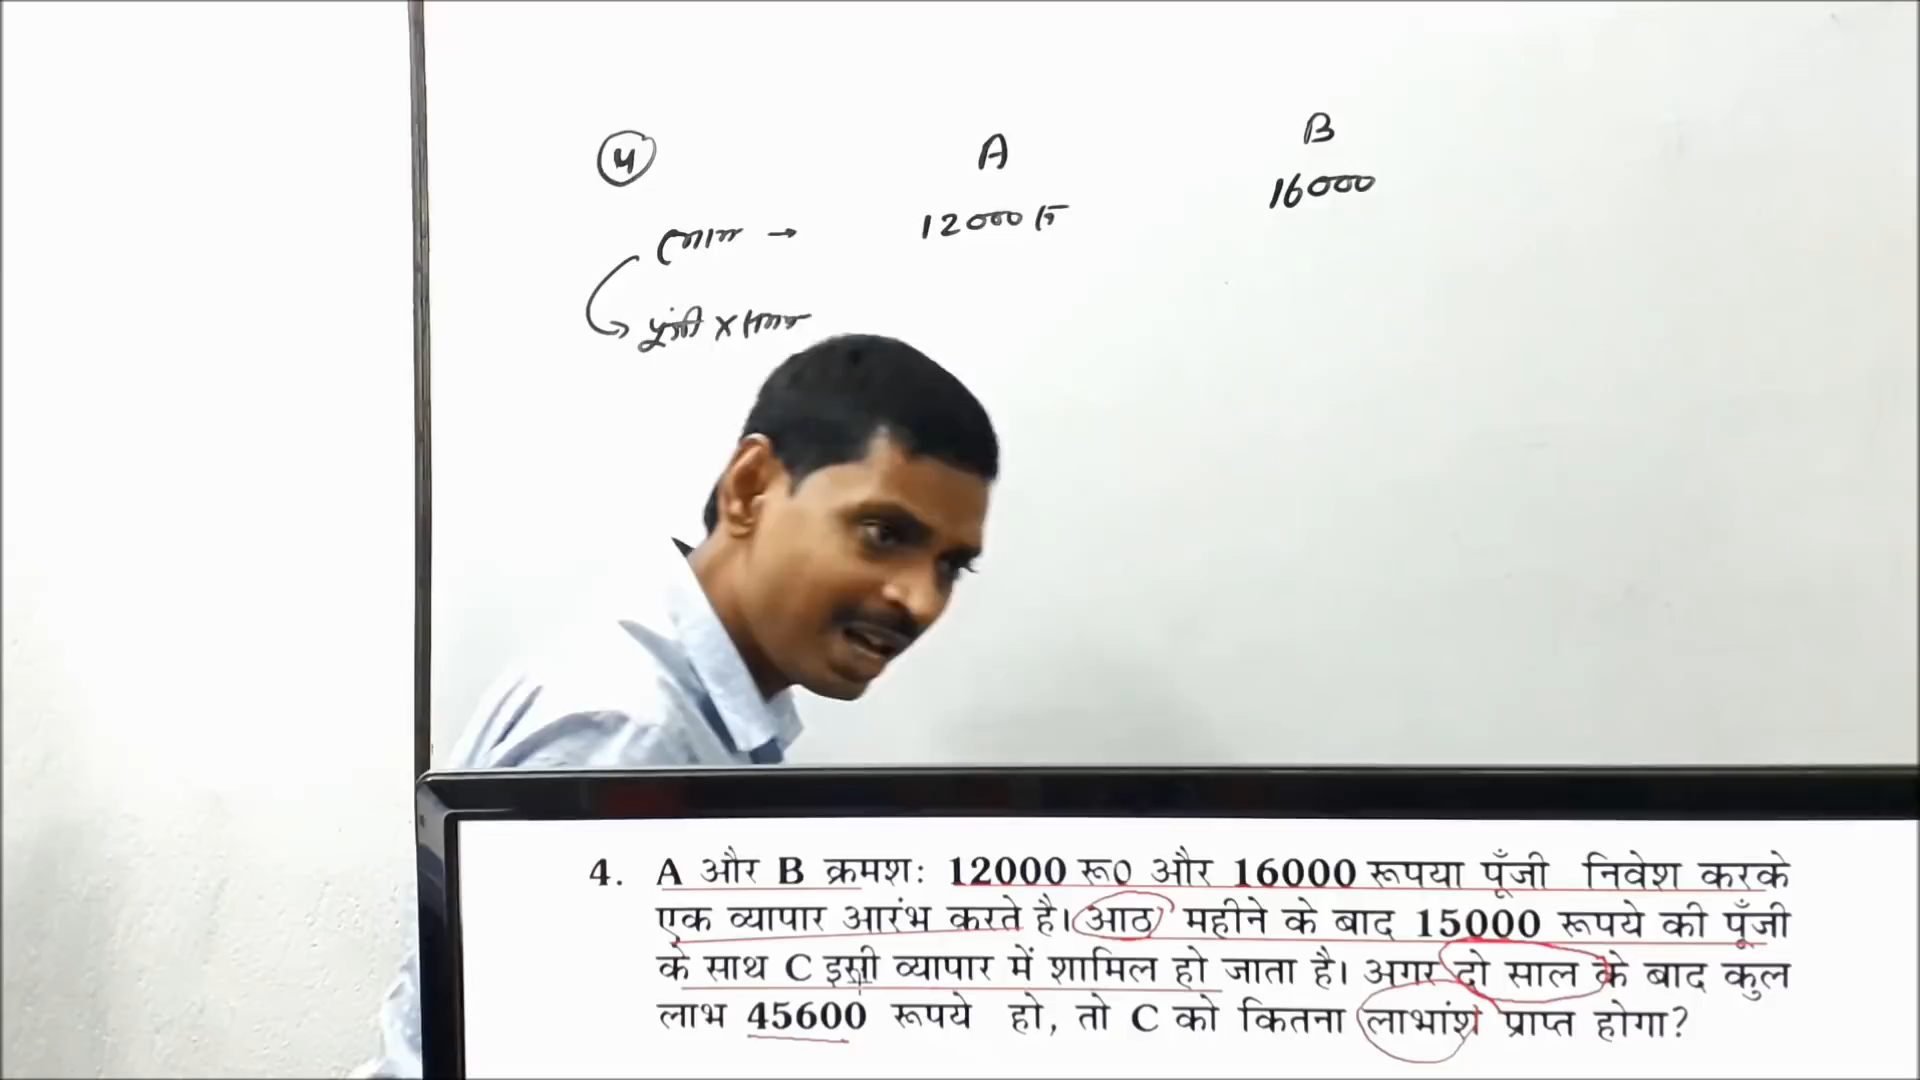 4 A B
लागत → 12000 रु 16000
पूंजी × समय
4. A और B क्रमश: 12000 रू0 और 16000 रूपया पूँजी निवेश करके
एक व्यापार आरंभ करते है। आठ महीने के बाद 15000 रूपये की पूँजी
के साथ C इसी व्यापार में शामिल हो जाता है। अगर दो साल के बाद कुल
लाभ 45600 रूपये हो, तो C को कितना लाभांश प्राप्त होगा?